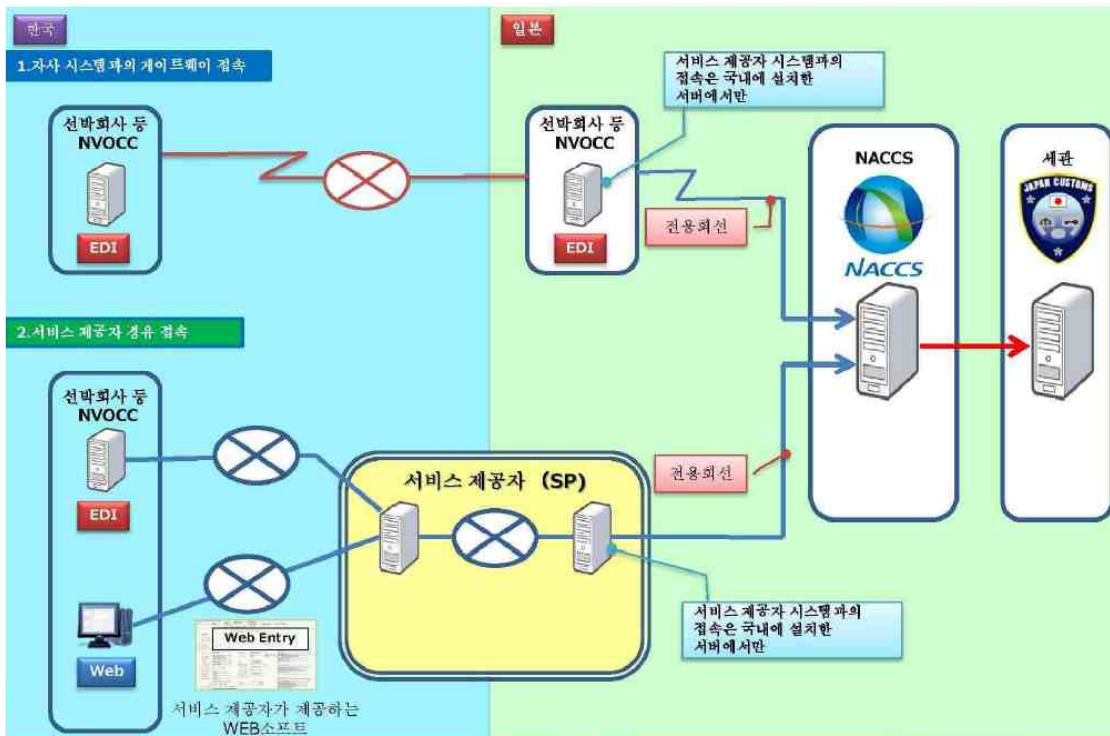 한국
일본
1.자사 시스템과의 게이트웨이 접속
서비스 제공자 시스템과의
접속은 국내에 설치한
서버에서만
선박회사 등
NVOCC
EDI
선박회사 등
NVOCC
EDI
전용회선
NACCS
NACCS
세관
JAPAN CUSTOMS
2.서비스 제공자 경유 접속
선박회사 등
NVOCC
EDI
Web
Web Entry
서비스 제공자가 제공하는
WEB소프트
서비스 제공자 (SP)
전용회선
서비스 제공자 시스템과의
접속은 국내에 설치한
서버에서만